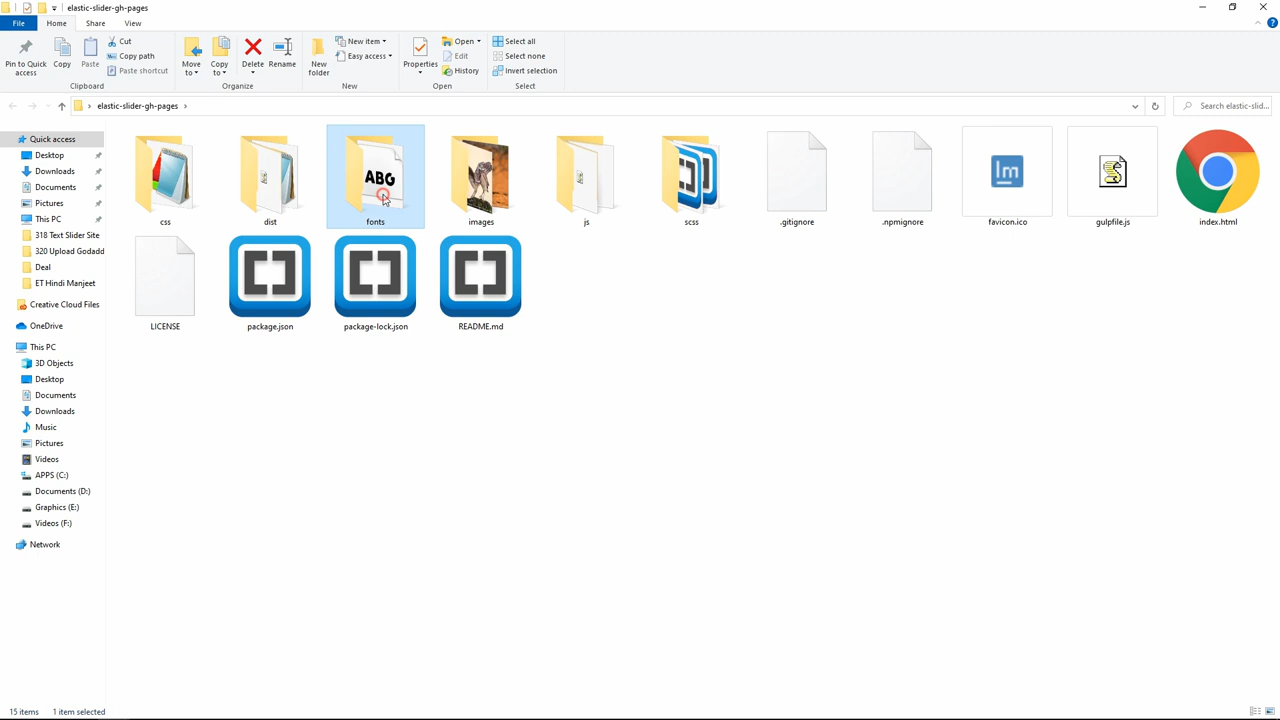 elastic-slider-gh-pages
File
Home
Share
View
Pin to Quick access
Copy
Paste
Cut
Copy path
Paste shortcut
Clipboard
Move to
Copy to
Delete
Rename
Organize
New folder
New item
Easy access
New
Properties
Open
Edit
History
Open
Select all
Select none
Invert selection
Select
elastic-slider-gh-pages
Search elastic-slid...
Quick access
Desktop
Downloads
Documents
Pictures
This PC
318 Text Slider Site
320 Upload Godadd
Deal
ET Hindi Manjeet
Creative Cloud Files
OneDrive
This PC
3D Objects
Desktop
Documents
Downloads
Music
Pictures
Videos
APPS (C:)
Documents (D:)
Graphics (E:)
Videos (F:)
Network
ABG
lm
css
dist
fonts
images
js
scss
.gitignore
.npmignore
favicon.ico
gulpfile.js
index.html
LICENSE
package.json
package-lock.json
README.md
15 items
1 item selected